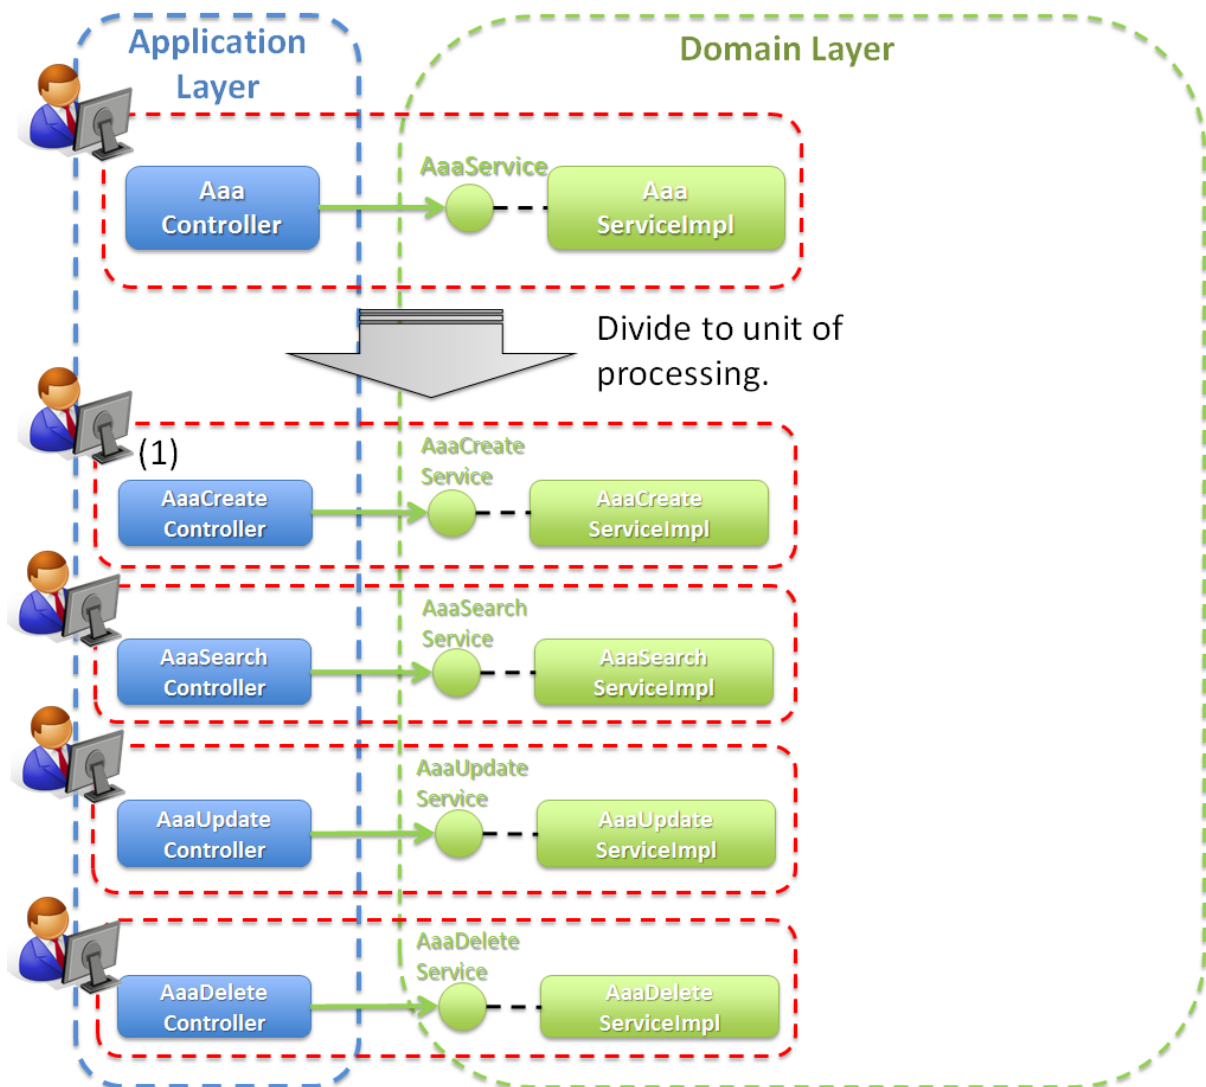 Application
Layer
Domain Layer
AaaService
Aaa
Controller
Aaa
ServiceImpl
Divide to unit of
processing.
(1)
AaaCreate
Service
AaaCreate
Controller
AaaCreate
ServiceImpl
AaaSearch
Service
AaaSearch
Controller
AaaSearch
ServiceImpl
AaaUpdate
Service
AaaUpdate
Controller
AaaUpdate
ServiceImpl
AaaDelete
Service
AaaDelete
Controller
AaaDelete
ServiceImpl